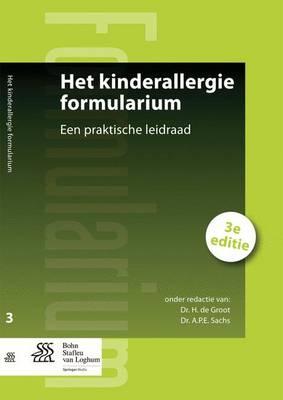 Het kinderallergie formularium
3
Formularium
Het kinderallergie
formularium
Een praktische leidraad
3e
editie
onder redactie van:
Dr. H. de Groot
Dr. A.P.E. Sachs
Bohn
Stafleu
van Loghum
Springer Media